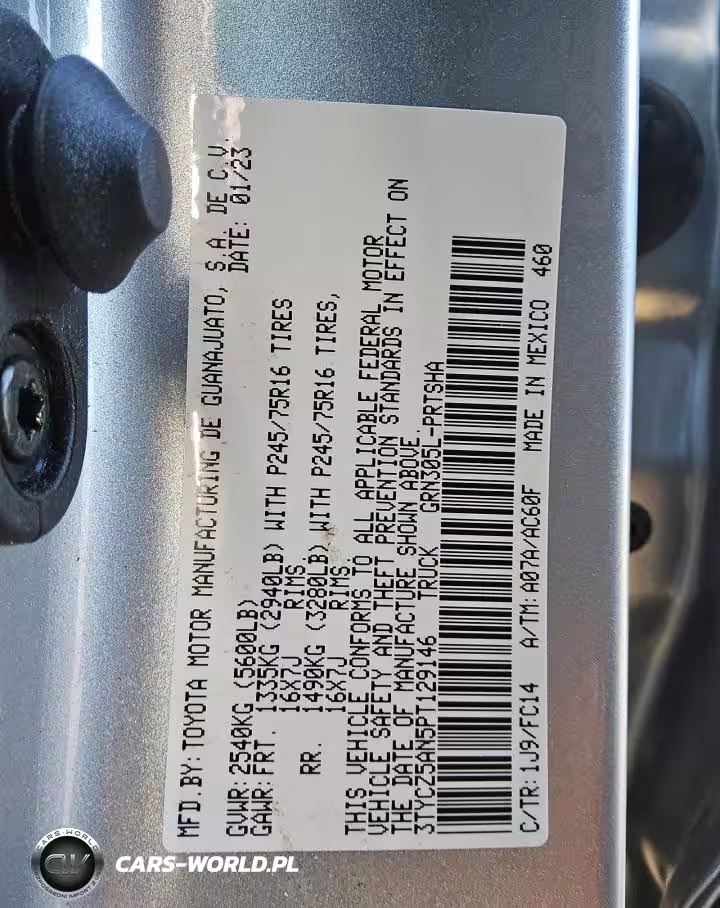 MFD.BY:TOYOTA MOTOR MANUFACTURING DE GUANAJUATO, S.A. DE C.V.
DATE: 01/23
GVWR:2540KG (5600LB)
GAWR:FRT. 1335KG (2940LB) WITH P245/75R16 TIRES
16X7J RIMS,
RR. 1490KG (3280LB) WITH P245/75R16 TIRES,
16X7J RIMS.
THIS VEHICLE CONFORMS TO ALL APPLICABLE FEDERAL MOTOR
VEHICLE SAFETY AND THEFT PREVENTION STANDARDS IN EFFECT ON
THE DATE OF MANUFACTURE SHOWN ABOVE.
3TYCZ5AN5PT129146 TRUCK GRN305L-PRTSHA
C/TR:1J9/FC14 A/TM:A07A/AC60F MADE IN MEXICO 460
CARS-WORLD
CW
CARS-WORLD.PL